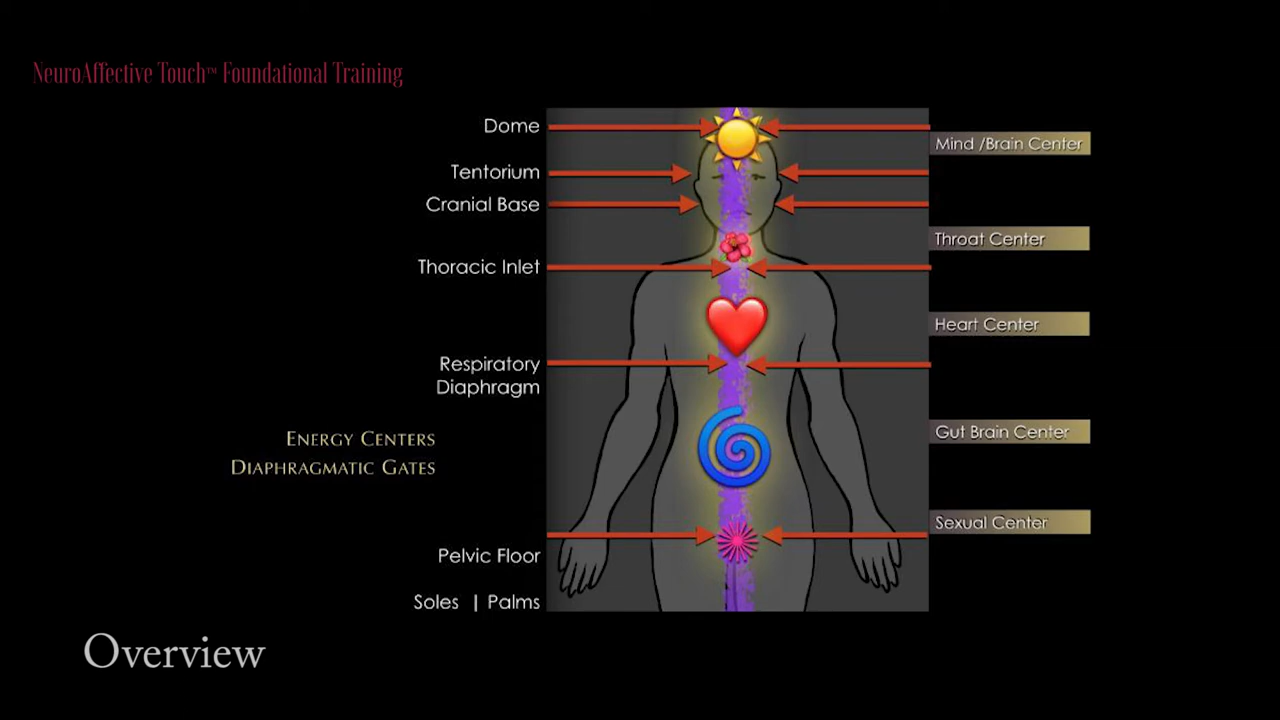 NeuroAffective Touch™ Foundational Training
Dome
Mind /Brain Center
Tentorium
Cranial Base
Throat Center
Thoracic Inlet
Heart Center
Respiratory
Diaphragm
Energy Centers
Diaphragmatic Gates
Gut Brain Center
Sexual Center
Pelvic Floor
Soles | Palms
Overview